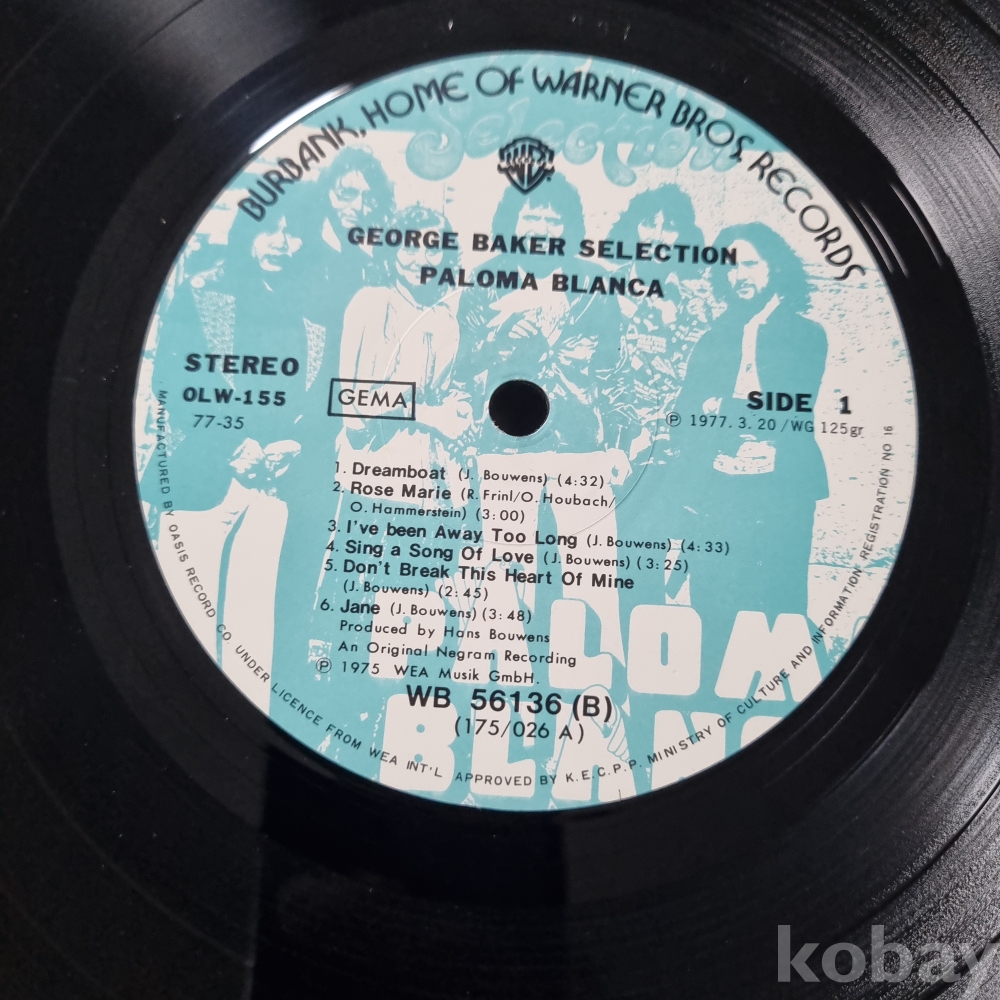 BURBANK, HOME OF WARNER BROS. RECORDS
Selection
WB
GEORGE BAKER SELECTION
PALOMA BLANCA
STEREO
OLW-155
77-35
GEMA
SIDE 1
℗ 1977. 3. 20 /WG 125gr
1. Dreamboat (J. Bouwens) (4:32)
2. Rose Marie (R. Frinl/O. Houbach/
O. Hammerstein) (3:00)
3. I've been Away Too Long (J. Bouwens) (4:33)
4. Sing a Song Of Love (J. Bouwens) (3:25)
5. Don't Break This Heart Of Mine
(J. Bouwens) (2:45)
6. Jane (J. Bouwens) (3:48)
Produced by Hans Bouwens
An Original Negram Recording
℗ 1975 WEA Musik GmbH.
WB 56136 (B)
(175/026 A)
MANUFACTURED BY OASIS RECORD CO. UNDER LICENCE FROM WEA INT'L APPROVED BY K.E.C.P.P. MINISTRY OF CULTURE AND INFORMATION REGISTRATION NO 16
kobay